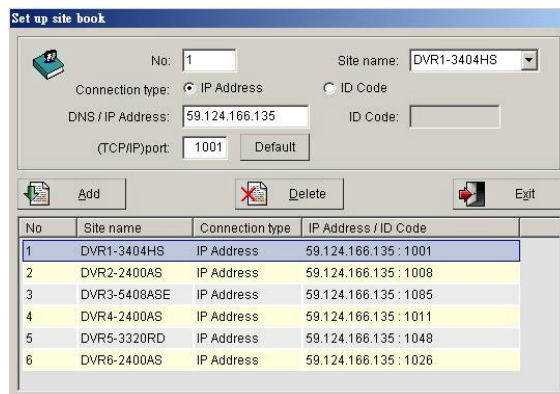 Set up site book
No: 1 Site name: DVR1-3404HS
Connection type: IP Address ID Code
DNS / IP Address: 59.124.166.135 ID Code:
(TCP/IP)port: 1001 Default
Add Delete Exit
No Site name Connection type IP Address / ID Code
1 DVR1-3404HS IP Address 59.124.166.135 : 1001
2 DVR2-2400AS IP Address 59.124.166.135 : 1008
3 DVR3-5408ASE IP Address 59.124.166.135 : 1085
4 DVR4-2400AS IP Address 59.124.166.135 : 1011
5 DVR5-3320RD IP Address 59.124.166.135 : 1048
6 DVR6-2400AS IP Address 59.124.166.135 : 1026